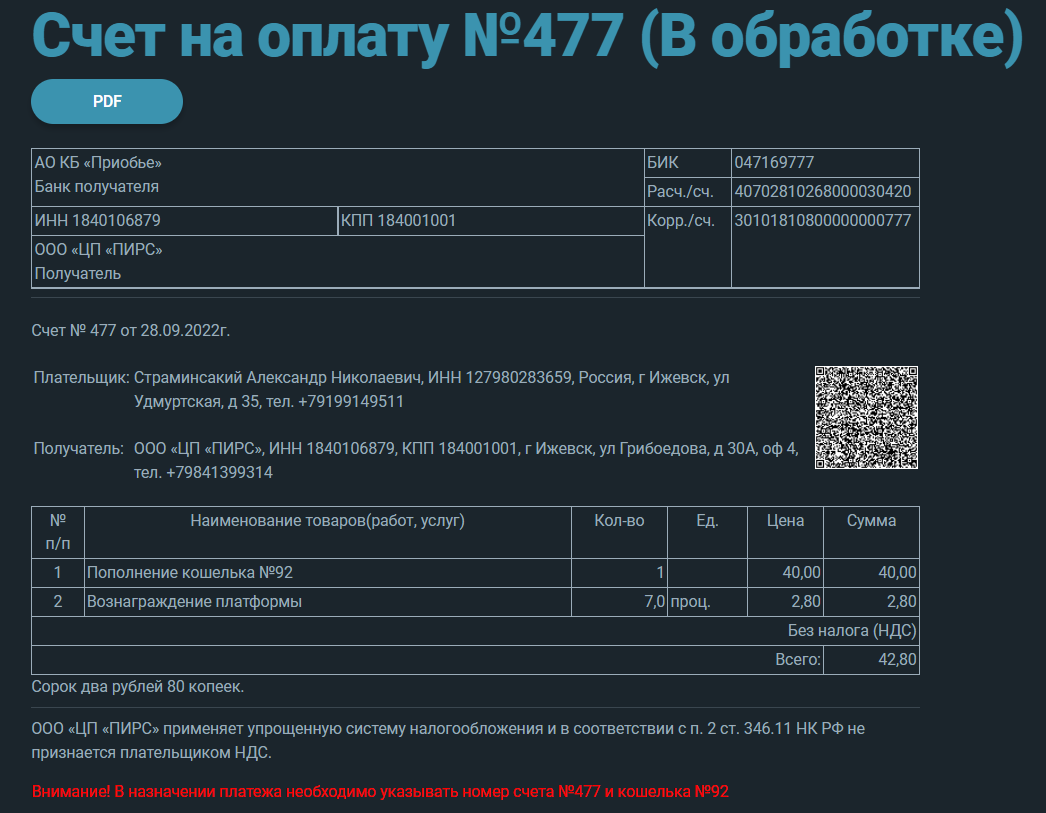 Счет на оплату №477 (В обработке)
PDF
АО КБ «Приобье»
Банк получателя
БИК
047169777
Расч./сч.
40702810268000030420
ИНН 1840106879
КПП 184001001
Корр./сч.
30101810800000000777
ООО «ЦП «ПИРС»
Получатель
Счет № 477 от 28.09.2022г.
Плательщик: Страминсакий Александр Николаевич, ИНН 127980283659, Россия, г Ижевск, ул
Удмуртская, д 35, тел. +79199149511
Получатель: ООО «ЦП «ПИРС», ИНН 1840106879, КПП 184001001, г Ижевск, ул Грибоедова, д 30А, оф 4,
тел. +79841399314
№ Наименование товаров(работ, услуг) Кол-во Ед. Цена Сумма
п/п
1 Пополнение кошелька №92 1 40,00 40,00
2 Вознаграждение платформы 7,0 проц. 2,80 2,80
Без налога (НДС)
Всего: 42,80
Сорок два рублей 80 копеек.
ООО «ЦП «ПИРС» применяет упрощенную систему налогообложения и в соответствии с п. 2 ст. 346.11 НК РФ не
признается плательщиком НДС.
Внимание! В назначении платежа необходимо указывать номер счета №477 и кошелька №92